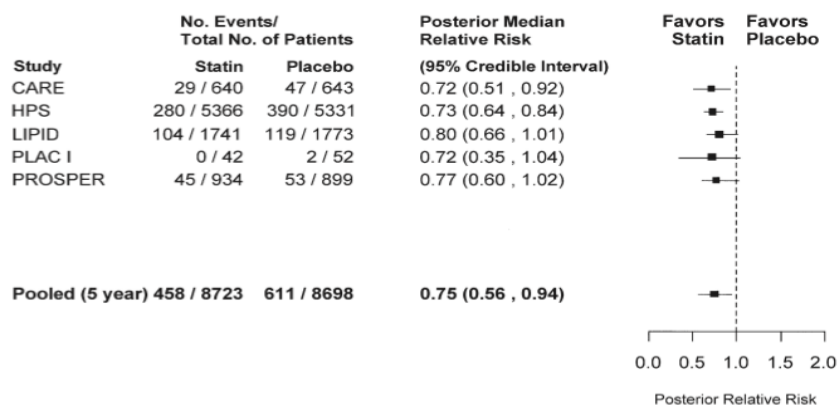 No. Events/ Posterior Median Favors Favors
Total No. of Patients Relative Risk Statin Placebo
Study Statin Placebo (95% Credible Interval)
CARE 29 / 640 47 / 643 0.72 (0.51 , 0.92)
HPS 280 / 5366 390 / 5331 0.73 (0.64 , 0.84)
LIPID 104 / 1741 119 / 1773 0.80 (0.66 , 1.01)
PLAC I 0 / 42 2 / 52 0.72 (0.35 , 1.04)
PROSPER 45 / 934 53 / 899 0.77 (0.60 , 1.02)
Pooled (5 year) 458 / 8723 611 / 8698 0.75 (0.56 , 0.94)
0.0 0.5 1.0 1.5 2.0
Posterior Relative Risk